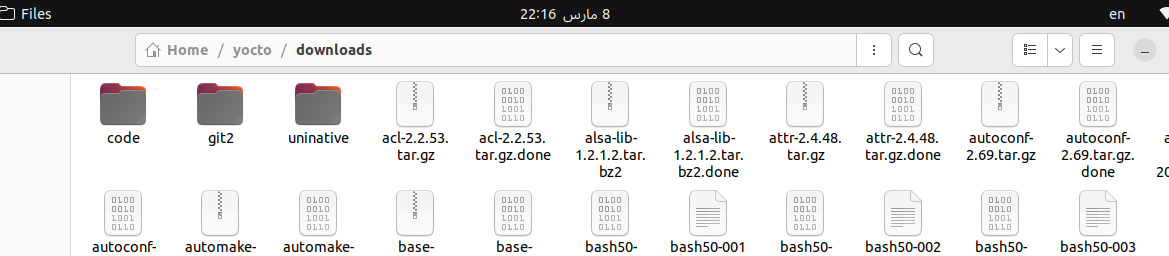 Files
22:16 مارس 8
en
Home / yocto / downloads
code
git2
uninative
acl-2.2.53.
tar.gz
acl-2.2.53.
tar.gz.done
alsa-lib-
1.2.1.2.tar.
bz2
alsa-lib-
1.2.1.2.tar.
bz2.done
attr-2.4.48.
tar.gz
attr-2.4.48.
tar.gz.done
autoconf-
2.69.tar.gz
autoconf-
2.69.tar.gz.
done
autoconf-
automake-
automake-
base-
base-
bash50-
bash50-001
bash50-
bash50-002
bash50-
bash50-003